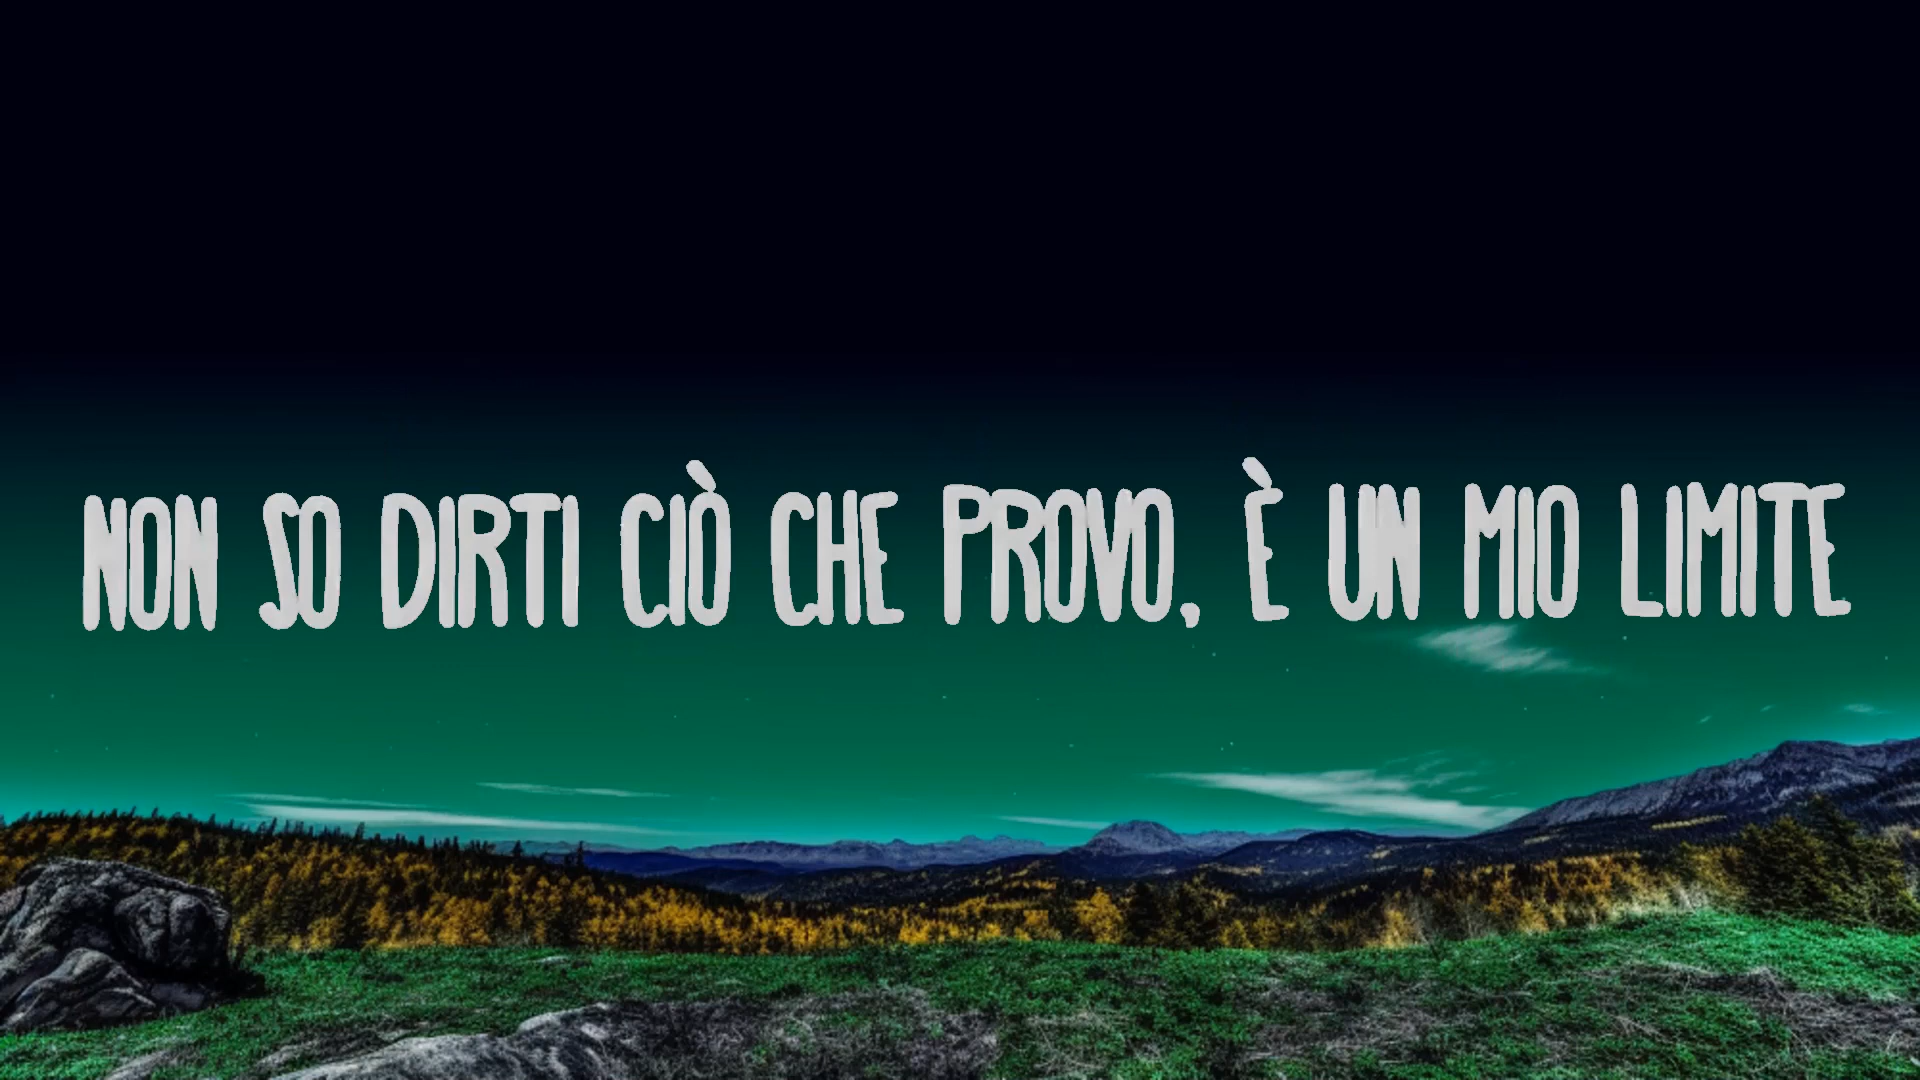 NON SO DIRTI CIÒ CHE PROVO, È UN MIO LIMITE